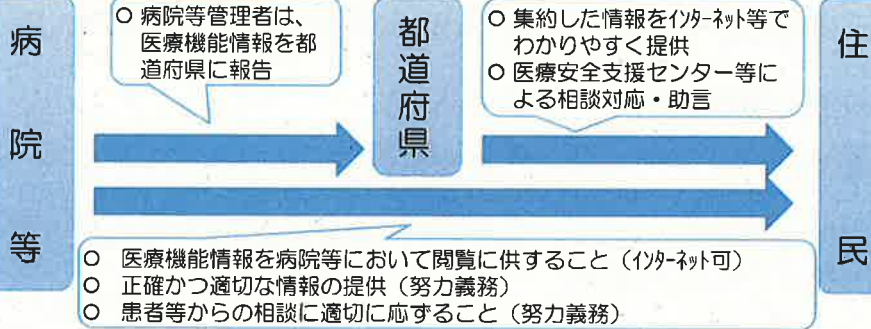 病院等
○ 病院等管理者は、
医療機能情報を都
道府県に報告
都道府県
○ 集約した情報をｲﾝﾀｰﾈｯﾄ等で
わかりやすく提供
○ 医療安全支援センター等に
よる相談対応・助言
住民
○ 医療機能情報を病院等において閲覧に供すること（ｲﾝﾀｰﾈｯﾄ可）
○ 正確かつ適切な情報の提供（努力義務）
○ 患者等からの相談に適切に応ずること（努力義務）